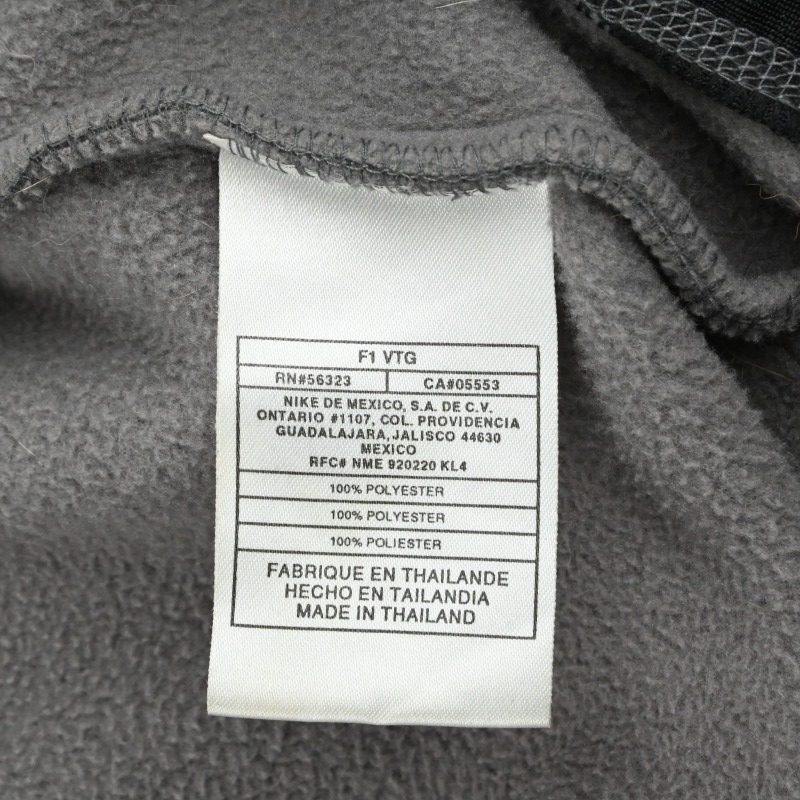 F1 VTG
RN#56323 CA#05553
NIKE DE MEXICO, S.A. DE C.V.
ONTARIO #1107, COL. PROVIDENCIA
GUADALAJARA, JALISCO 44630
MEXICO
RFC# NME 920220 KL4
100% POLYESTER
100% POLYESTER
100% POLIESTER
FABRIQUE EN THAILANDE
HECHO EN TAILANDIA
MADE IN THAILAND